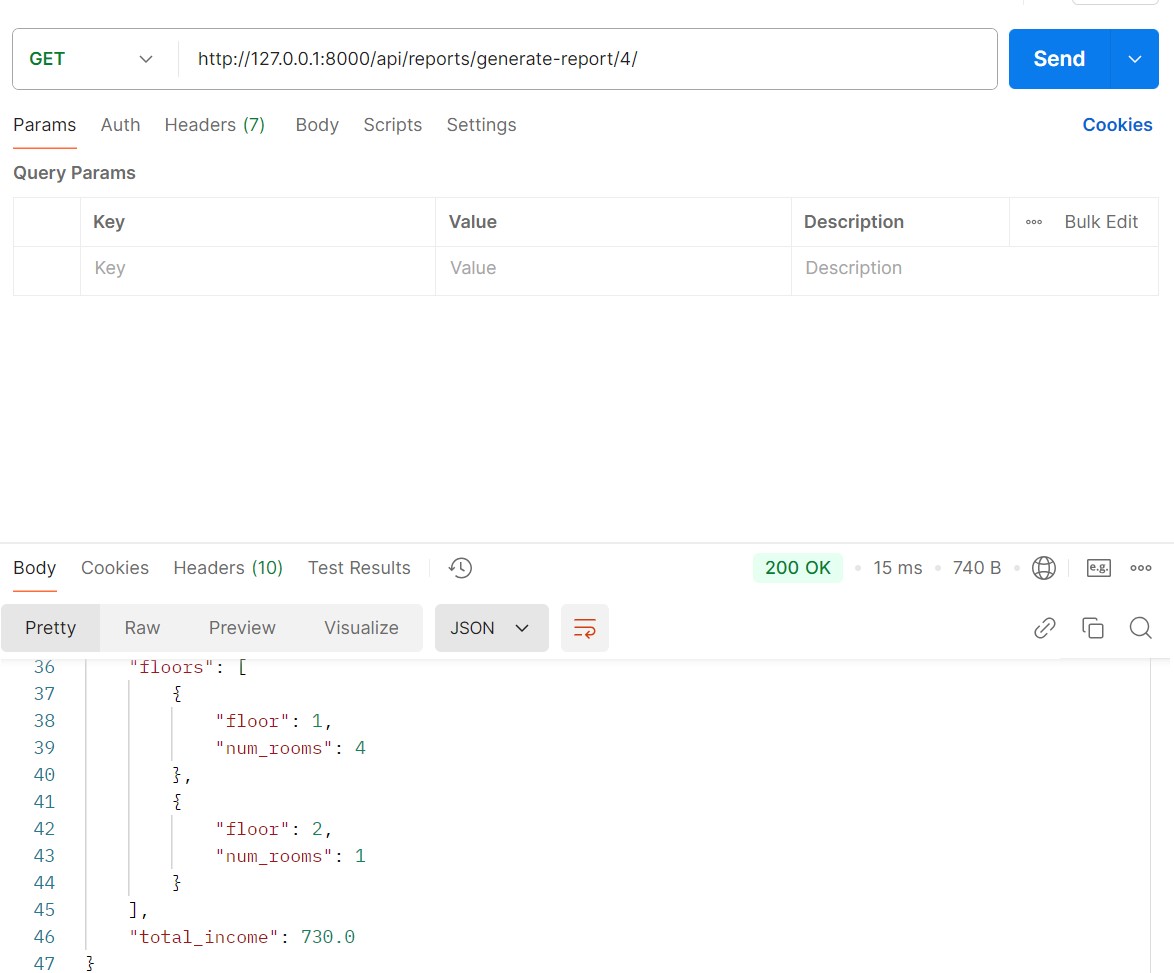 GET http://127.0.0.1:8000/api/reports/generate-report/4/ Send
Params Auth Headers (7) Body Scripts Settings Cookies
Query Params
Key Value Description Bulk Edit
Key Value Description
Body Cookies Headers (10) Test Results 200 OK 15 ms 740 B e.g.
Pretty Raw Preview Visualize JSON
36 "floors": [
37 {
38 "floor": 1,
39 "num_rooms": 4
40 },
41 {
42 "floor": 2,
43 "num_rooms": 1
44 }
45 ],
46 "total_income": 730.0
47 }